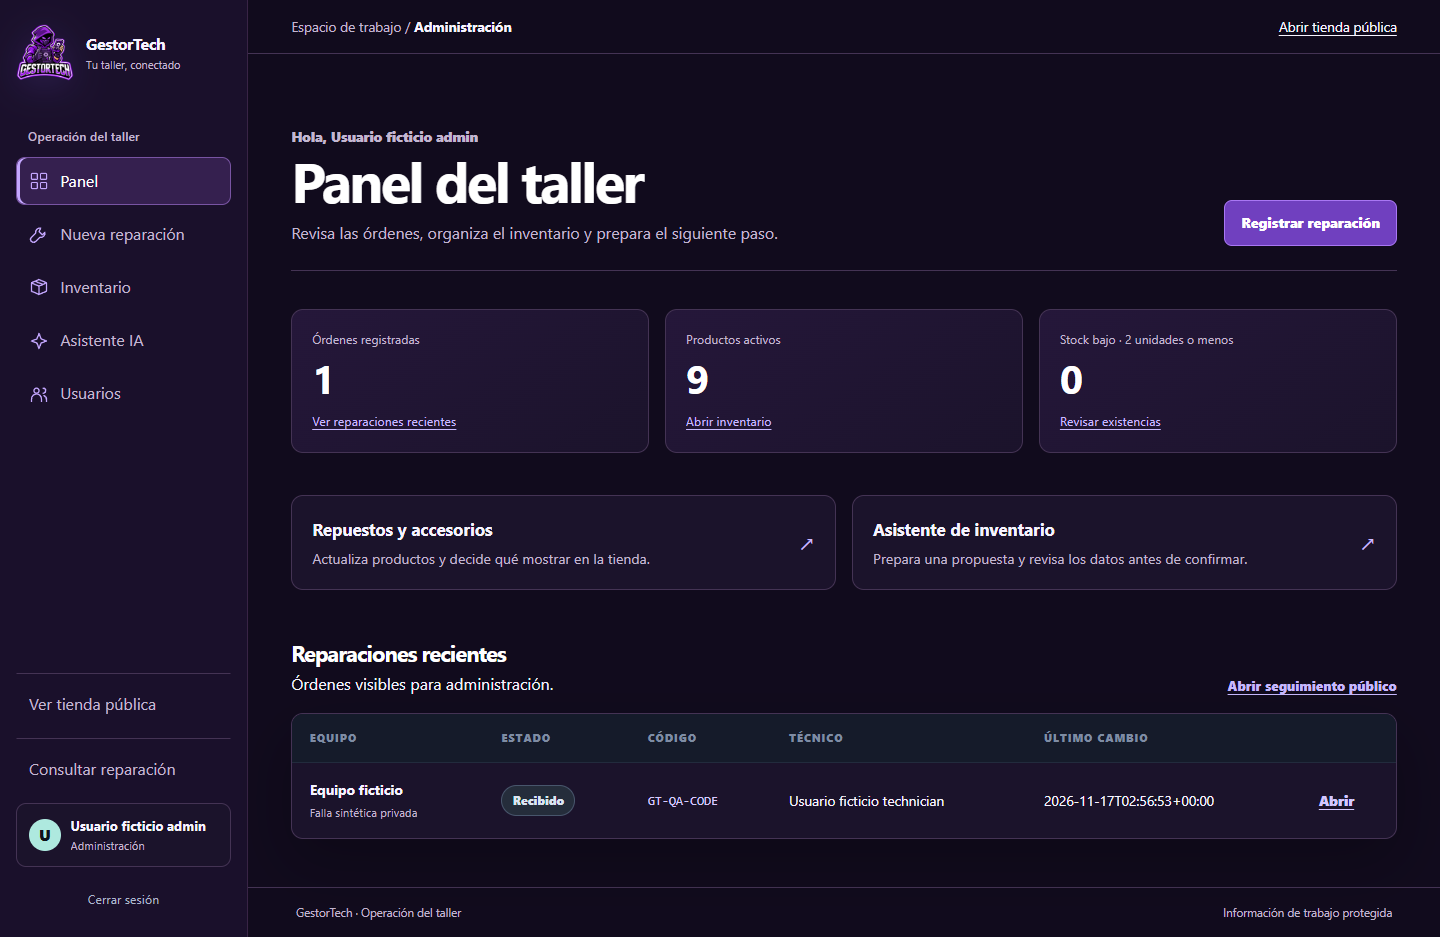 GESTORTECH
GestorTech
Tu taller, conectado
Operación del taller
Panel
Nueva reparación
Inventario
Asistente IA
Usuarios
Ver tienda pública
Consultar reparación
U
Usuario ficticio admin
Administración
Cerrar sesión
Espacio de trabajo / Administración
Abrir tienda pública
Hola, Usuario ficticio admin
Panel del taller
Revisa las órdenes, organiza el inventario y prepara el siguiente paso.
Registrar reparación
Órdenes registradas
1
Ver reparaciones recientes
Productos activos
9
Abrir inventario
Stock bajo · 2 unidades o menos
0
Revisar existencias
Repuestos y accesorios
Actualiza productos y decide qué mostrar en la tienda.
Asistente de inventario
Prepara una propuesta y revisa los datos antes de confirmar.
Reparaciones recientes
Órdenes visibles para administración.
Abrir seguimiento público
EQUIPO ESTADO CÓDIGO TÉCNICO ÚLTIMO CAMBIO
Equipo ficticio
Falla sintética privada
Recibido
GT-QA-CODE
Usuario ficticio technician
2026-11-17T02:56:53+00:00
Abrir
GestorTech · Operación del taller
Información de trabajo protegida